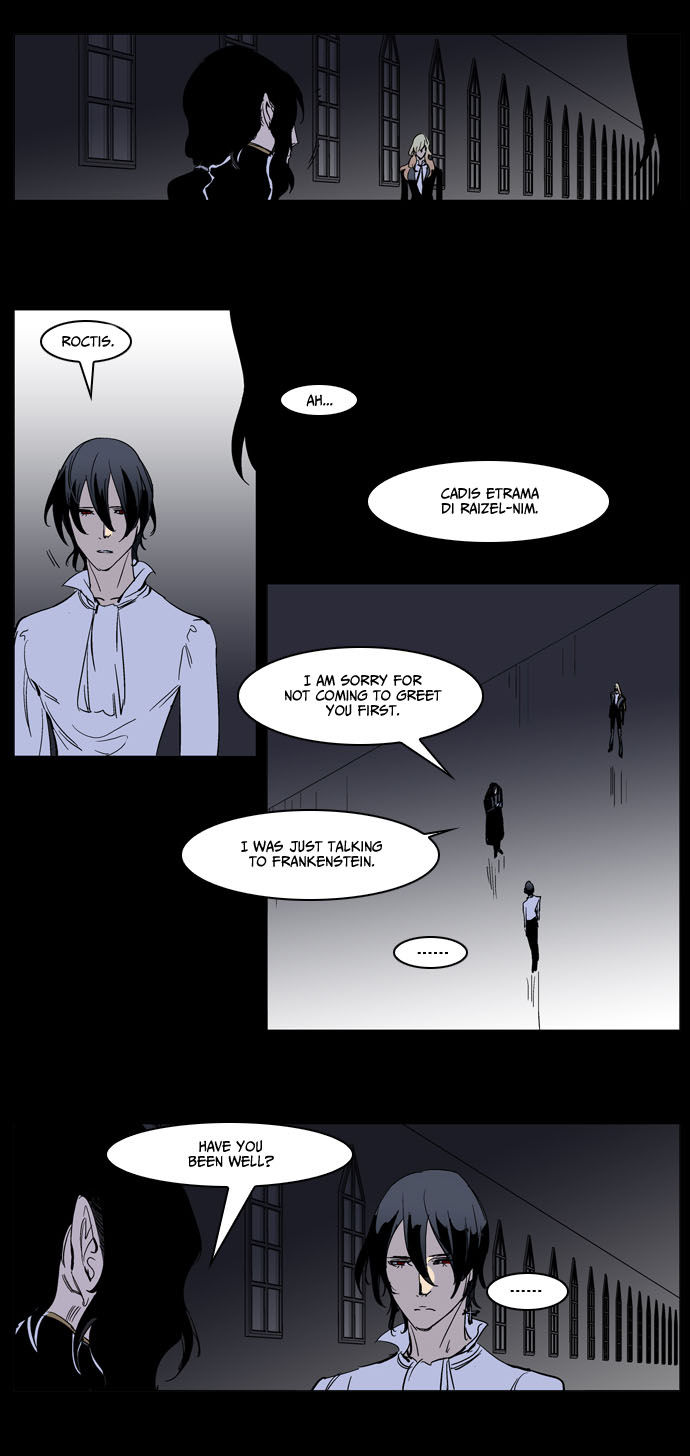 ROCTIS.
AH...
CADIS ETRAMA
DI RAIZEL-NIM.
I AM SORRY FOR
NOT COMING TO GREET
YOU FIRST.
I WAS JUST TALKING
TO FRANKENSTEIN.
------
HAVE YOU
BEEN WELL?
------